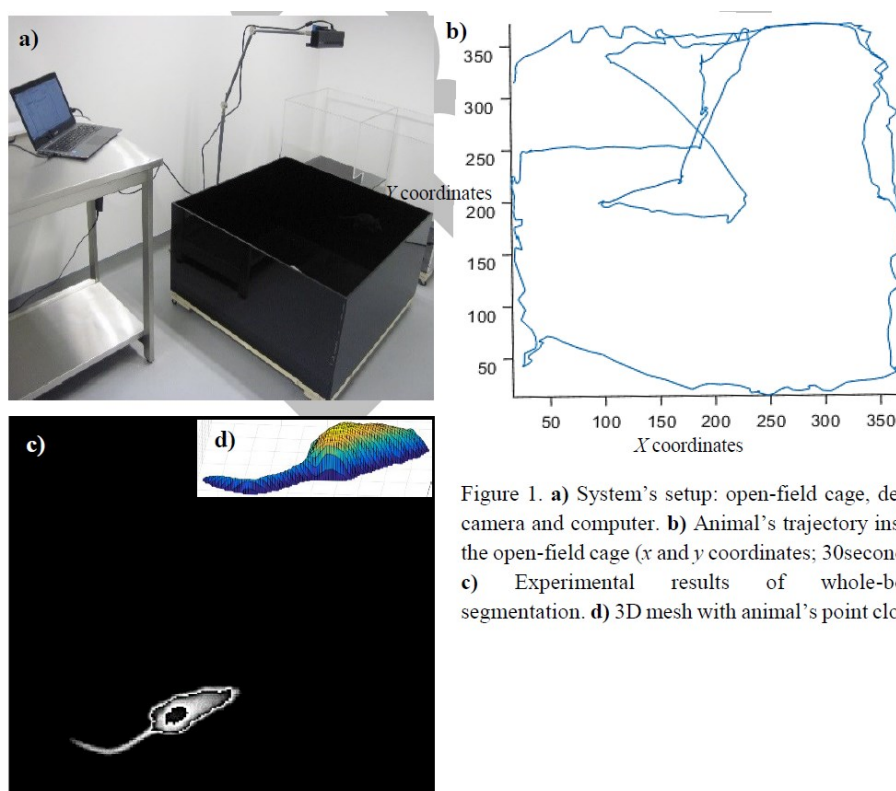 a)
b)
350
300
250
200
150
100
50
Y coordinates
50
100
150
200
250
300
350
X coordinates
c)
d)
Figure 1. a) System's setup: open-field cage, de
camera and computer. b) Animal's trajectory ins
the open-field cage (x and y coordinates; 30secon
c) Experimental results of whole-b
segmentation. d) 3D mesh with animal's point clo